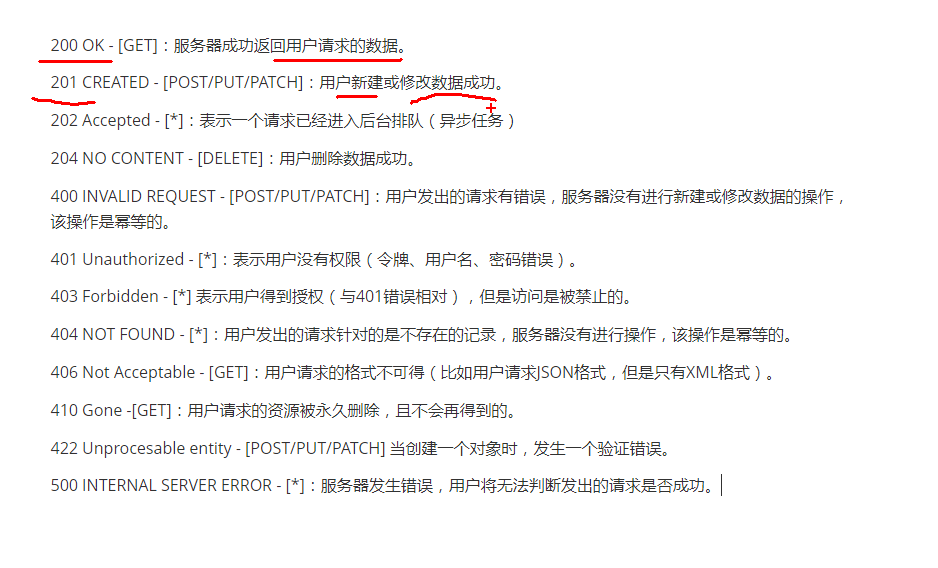 200 OK - [GET]：服务器成功返回用户请求的数据。
201 CREATED - [POST/PUT/PATCH]：用户新建或修改数据成功。
202 Accepted - [*]：表示一个请求已经进入后台排队（异步任务）
204 NO CONTENT - [DELETE]：用户删除数据成功。
400 INVALID REQUEST - [POST/PUT/PATCH]：用户发出的请求有错误，服务器没有进行新建或修改数据的操作，
该操作是幂等的。
401 Unauthorized - [*]：表示用户没有权限（令牌、用户名、密码错误）。
403 Forbidden - [*] 表示用户得到授权（与401错误相对），但是访问是被禁止的。
404 NOT FOUND - [*]：用户发出的请求针对的是不存在的记录，服务器没有进行操作，该操作是幂等的。
406 Not Acceptable - [GET]：用户请求的格式不可得（比如用户请求JSON格式，但是只有XML格式）。
410 Gone -[GET]：用户请求的资源被永久删除，且不会再得到的。
422 Unprocesable entity - [POST/PUT/PATCH] 当创建一个对象时，发生一个验证错误。
500 INTERNAL SERVER ERROR - [*]：服务器发生错误，用户将无法判断发出的请求是否成功。